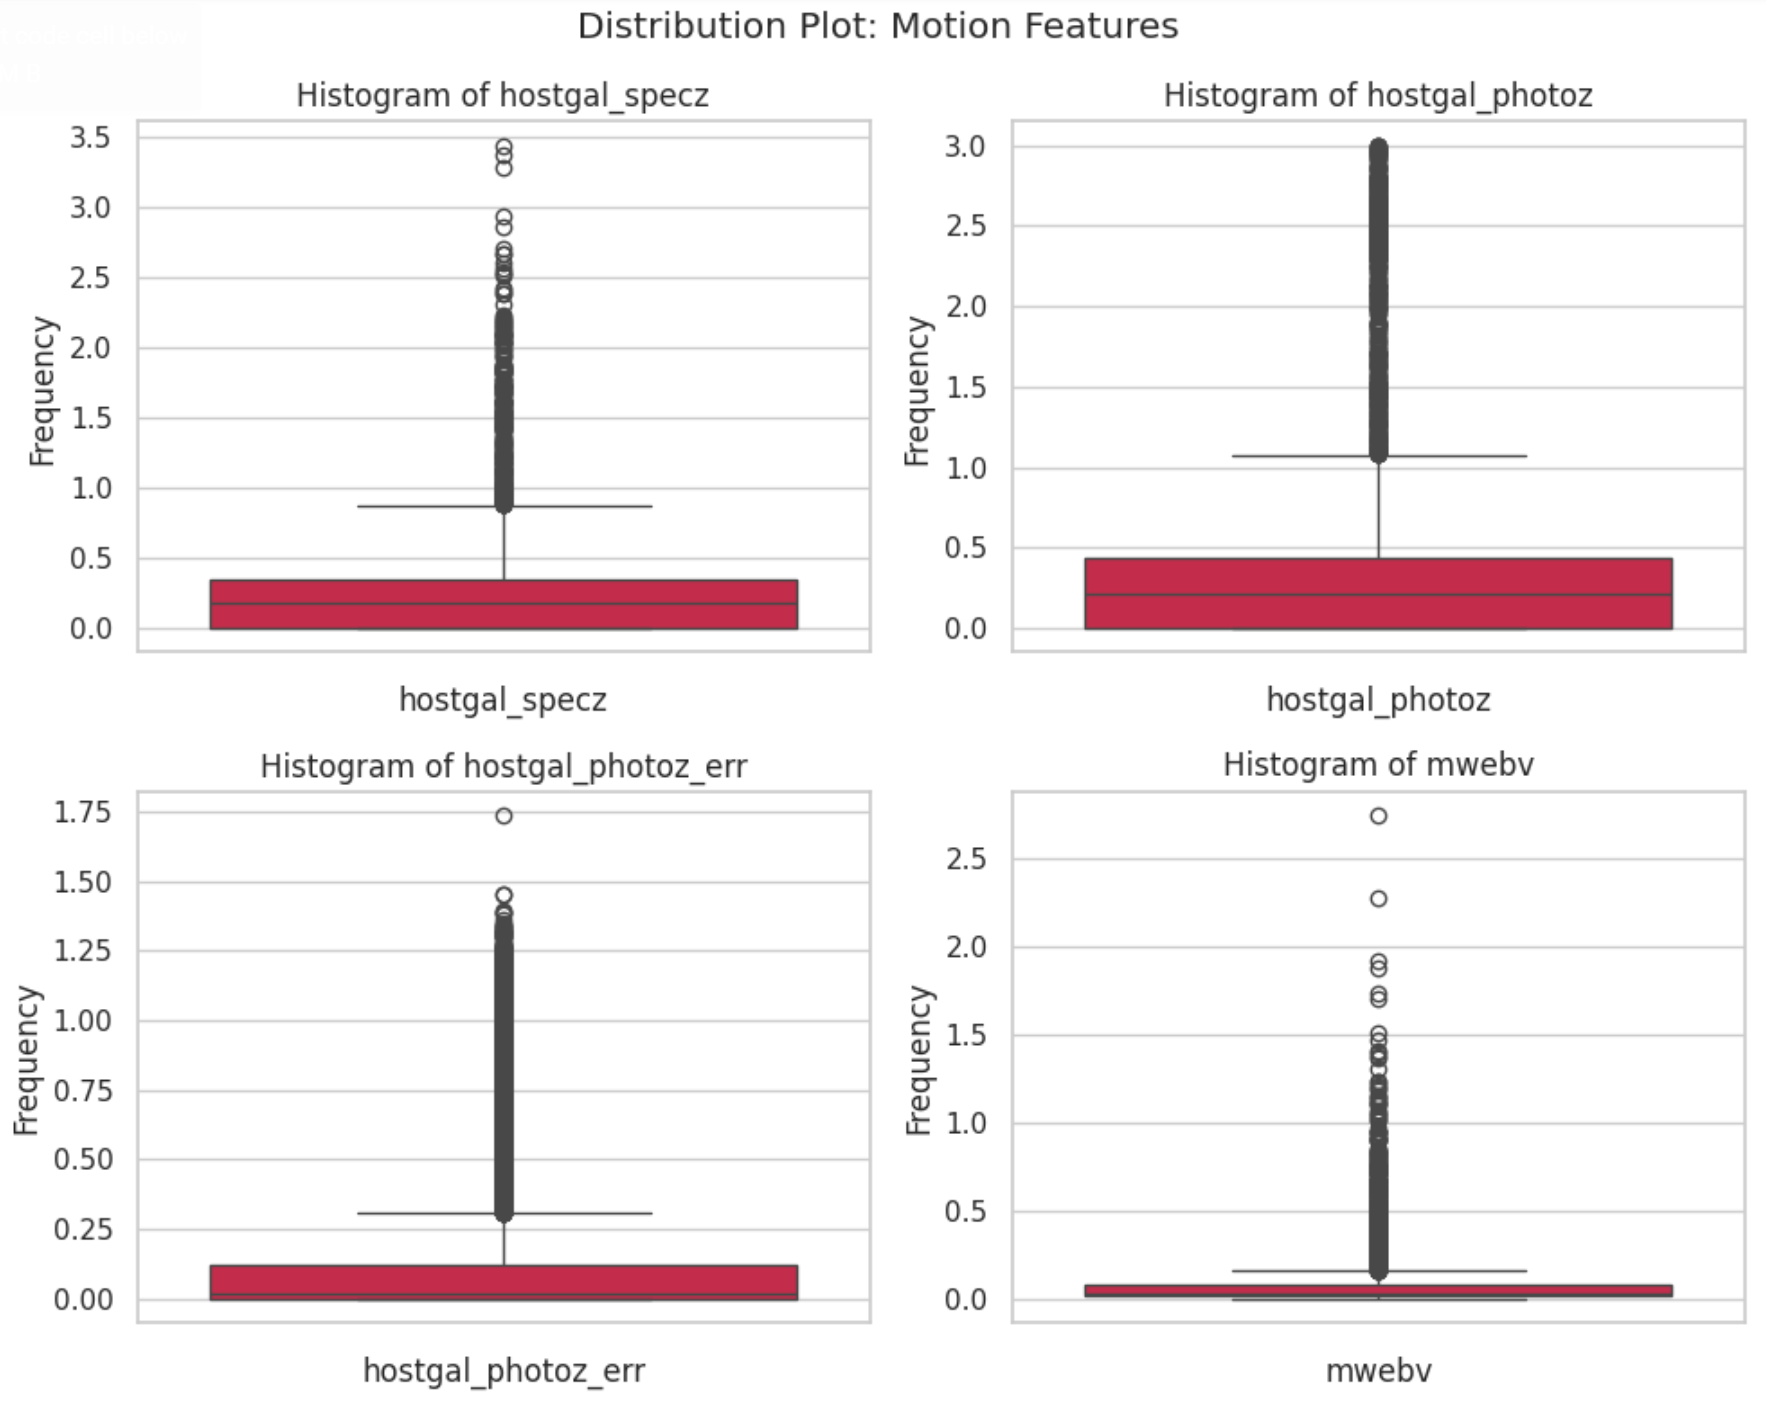 Distribution Plot: Motion Features
Histogram of hostgal_specz
3.5
3.0
2.5
2.0
1.5
1.0
0.5
0.0
Frequency
hostgal_specz
Histogram of hostgal_photoz
3.0
2.5
2.0
1.5
1.0
0.5
0.0
Frequency
hostgal_photoz
Histogram of hostgal_photoz_err
1.75
1.50
1.25
1.00
0.75
0.50
0.25
0.00
Frequency
hostgal_photoz_err
Histogram of mwebv
2.5
2.0
1.5
1.0
0.5
0.0
Frequency
mwebv